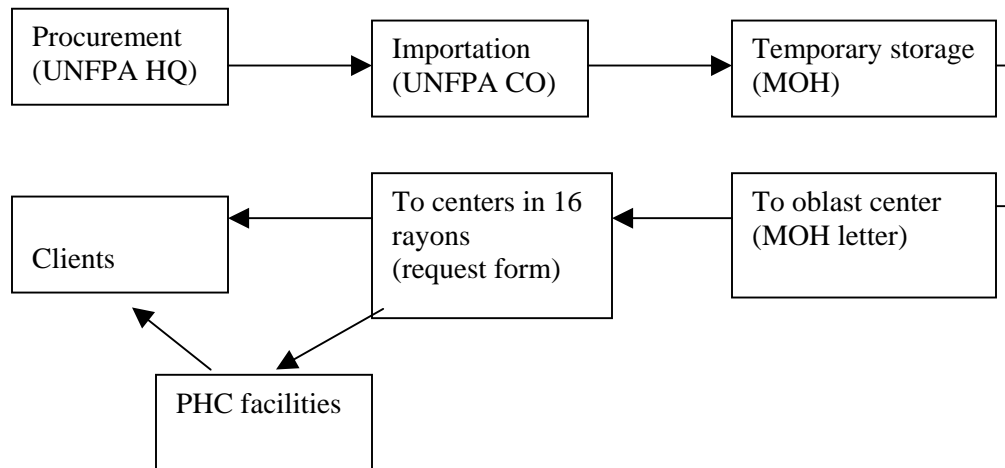 Procurement
(UNFPA HQ)
Importation
(UNFPA CO)
Temporary storage
(MOH)
Clients
To centers in 16
rayons
(request form)
To oblast center
(MOH letter)
PHC facilities